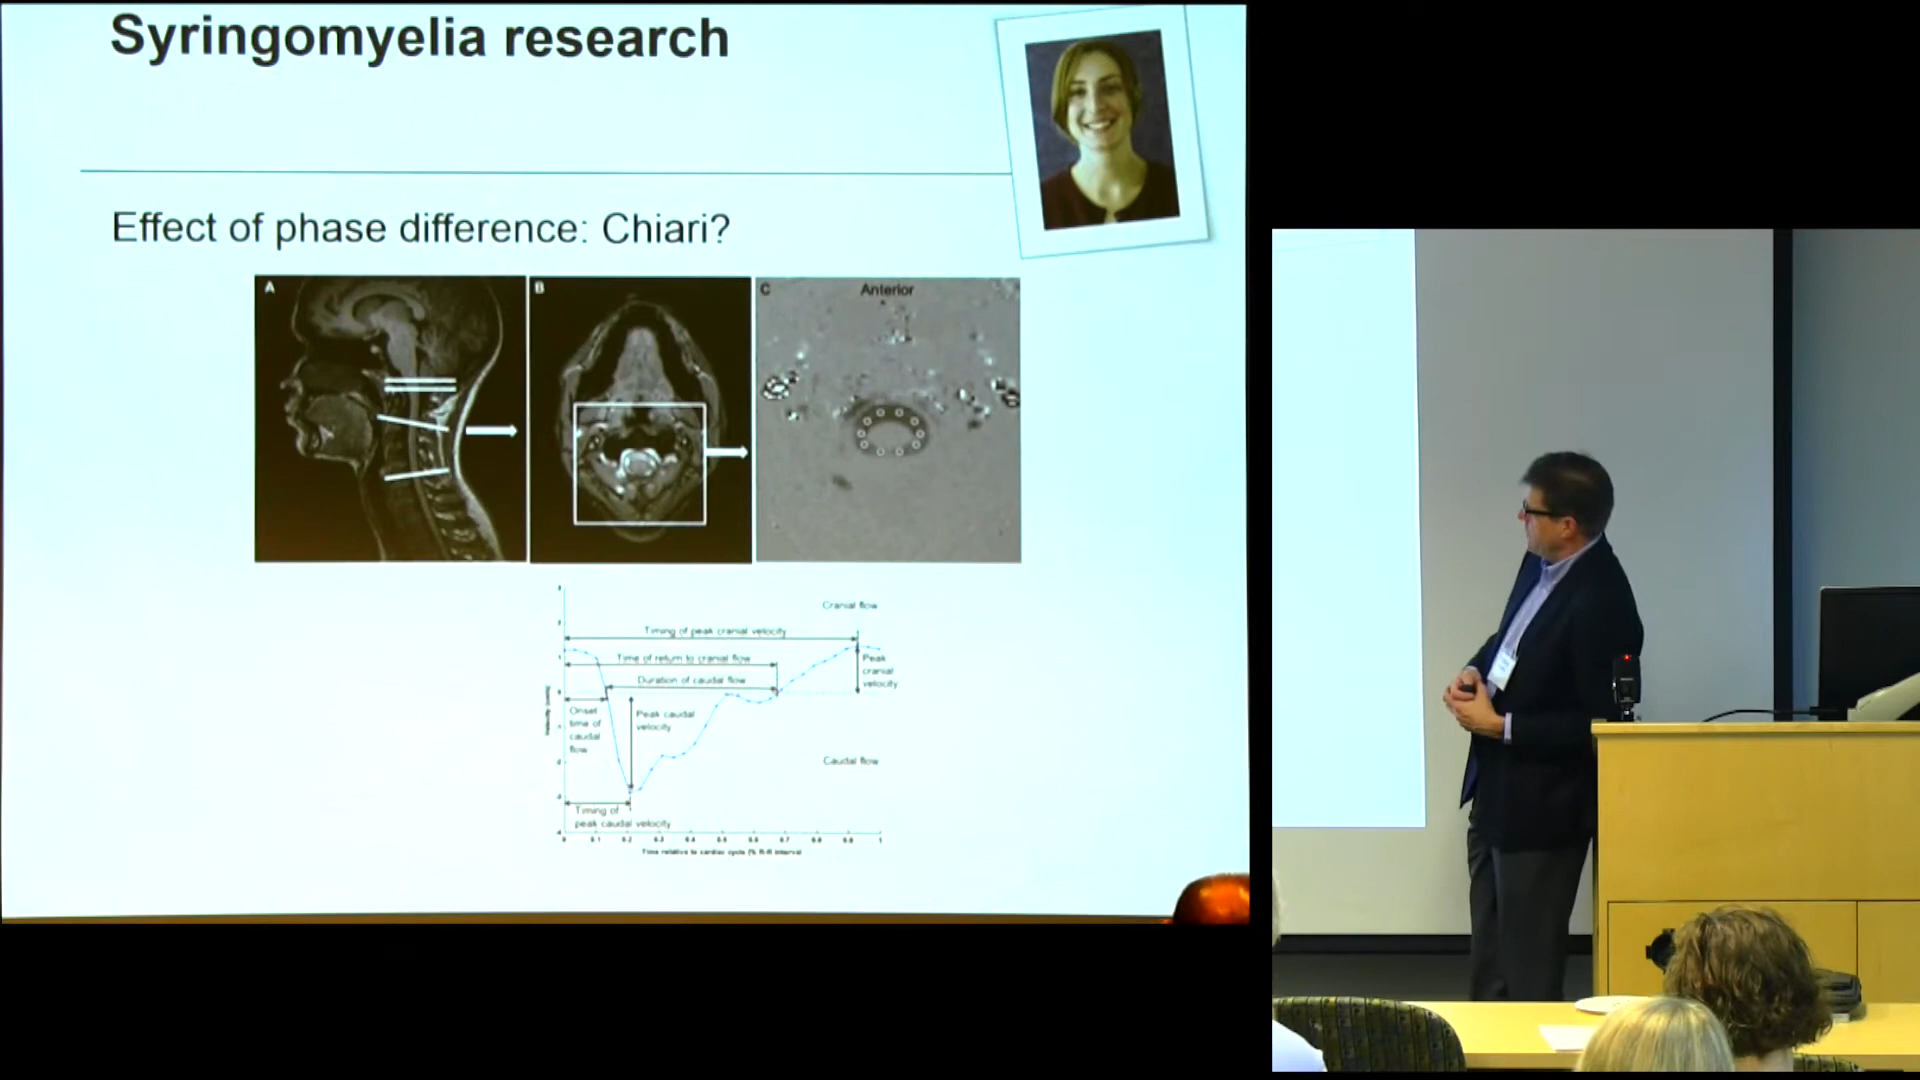 Syringomyelia research
Effect of phase difference: Chiari?
A
B
C
Anterior
Cranial flow
Timing of peak cranial velocity
Time of return to cranial flow
Peak
cranial
velocity
Duration of caudal flow
Onset
time of
caudal
flow
Peak caudal
velocity
Caudal flow
Timing of
peak caudal velocity
Time relative to cardiac cycle (% R-R interval